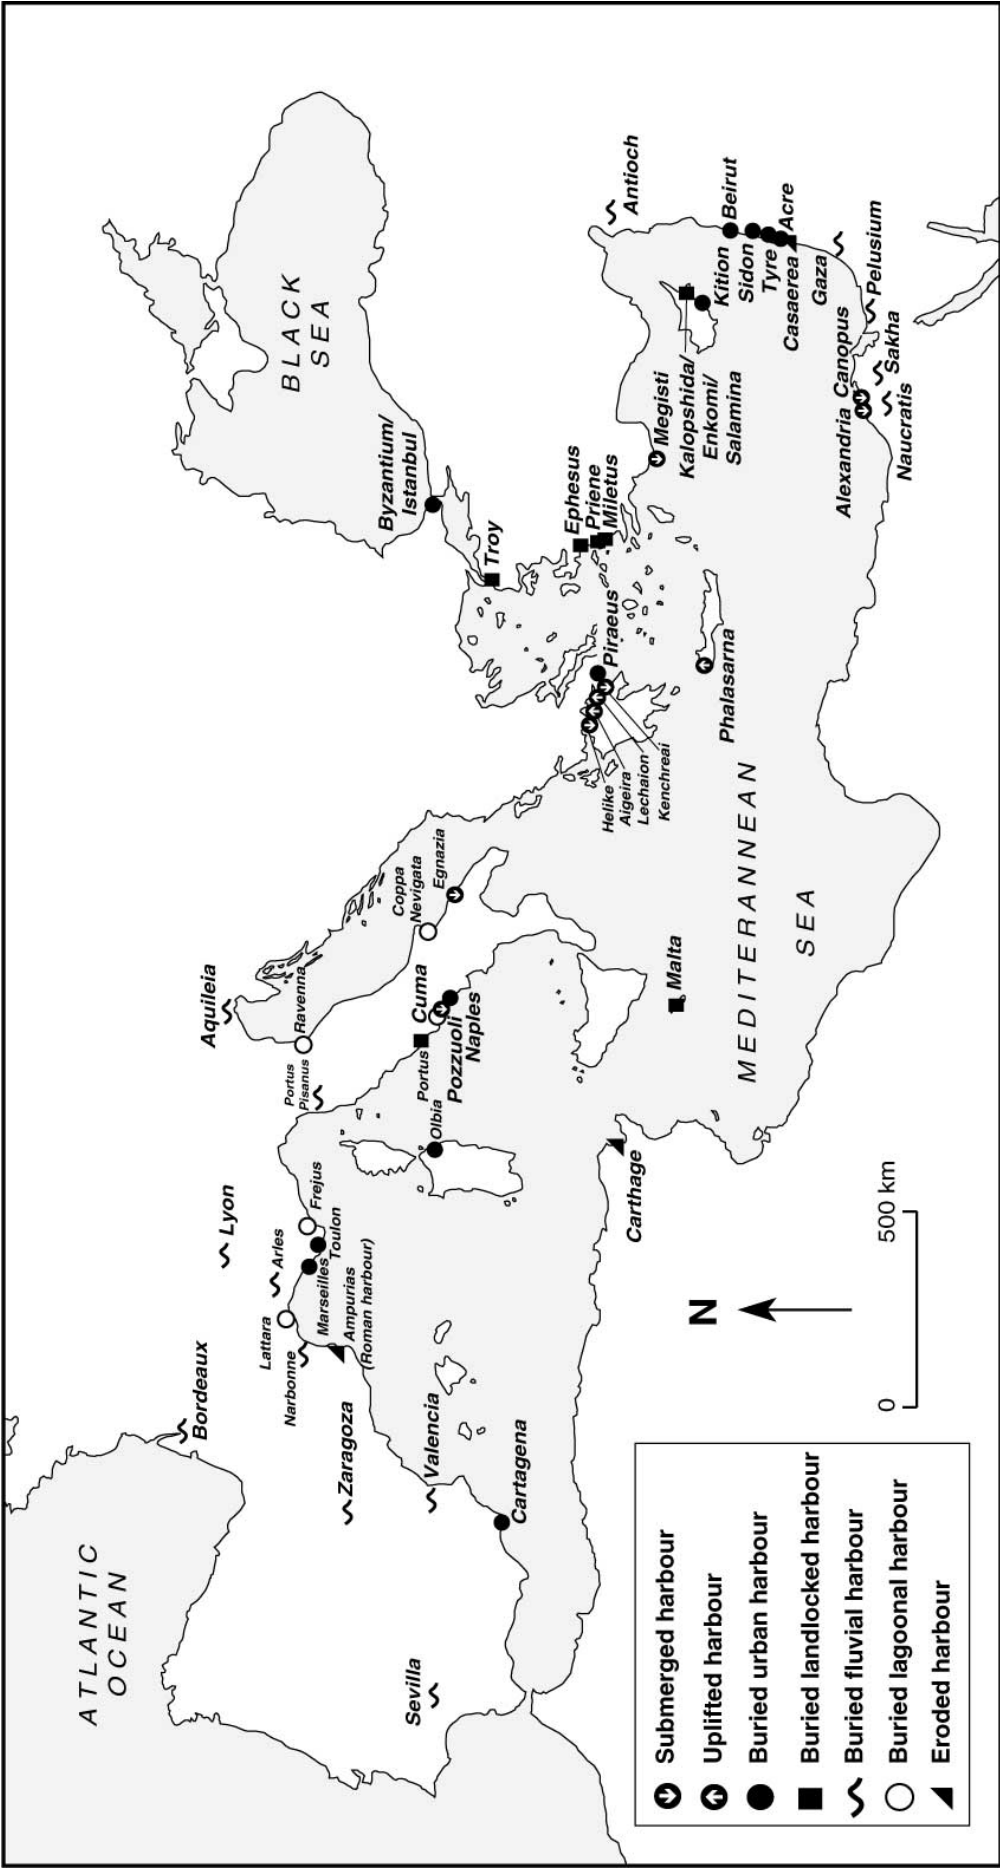 ATLANTIC
OCEAN
BLACK
SEA
MEDITERANNEAN
SEA
Bordeaux
Lyon
Aquileia
Ravenna
Portus
Pisanus
Lattara
Narbonne
Arles
Frejus
Marseilles
Toulon
Ampurias
(Roman harbour)
Zaragoza
Valencia
Cartagena
Sevilla
Olbia
Portus
Cuma
Pozzuoli
Naples
Coppa
Nevigata
Egnazia
Malta
Carthage
Byzantium/
Istanbul
Troy
Ephesus
Priene
Miletus
Piraeus
Helike
Aigeira
Lechaion
Kenchreai
Phalasarna
Megisti
Kalopshida/
Enkomi/
Salamina
Antioch
Kition
Beirut
Sidon
Tyre
Acre
Casaerea
Gaza
Pelusium
Canopus
Alexandria
Sakha
Naucratis
N
0
500 km
Submerged harbour
Uplifted harbour
Buried urban harbour
Buried landlocked harbour
Buried fluvial harbour
Buried lagoonal harbour
Eroded harbour